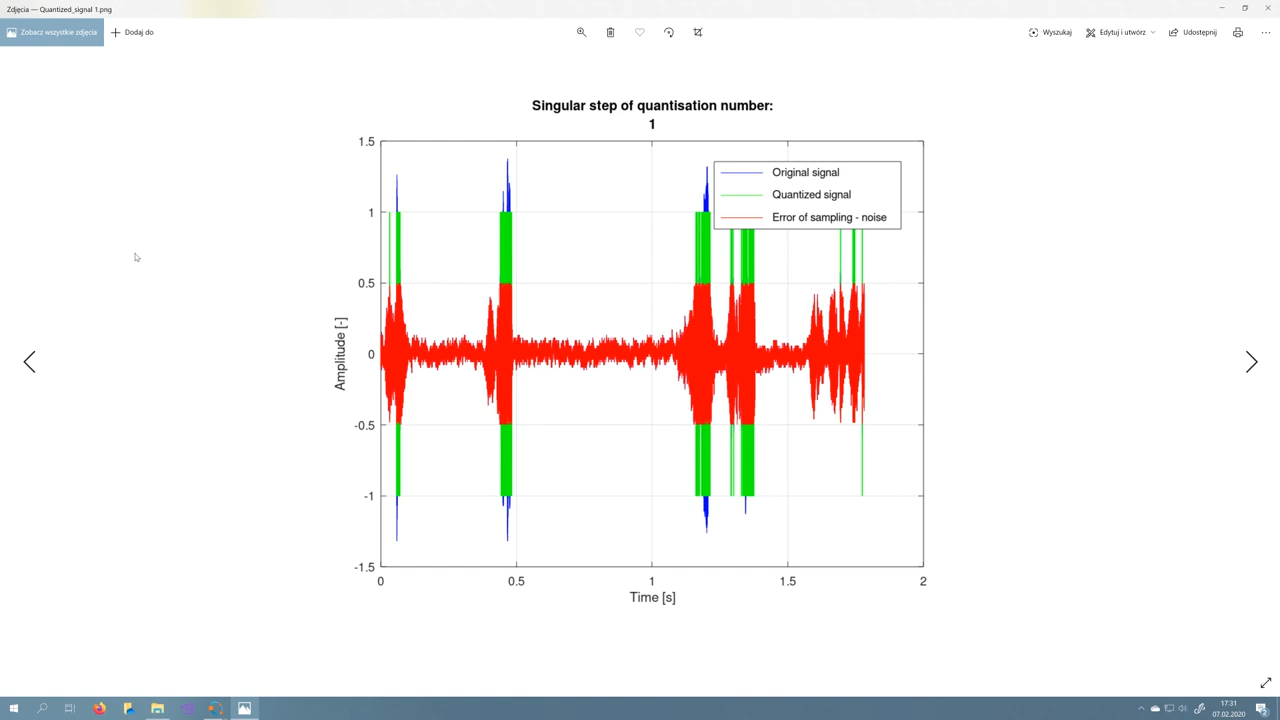 Zdjęcia — Quantized_signal 1.png
Zobacz wszystkie zdjęcia
Dodaj do
Wyszukaj
Edytuj i utwórz
Udostępnij
Singular step of quantisation number:
1
Original signal
Quantized signal
Error of sampling - noise
1.5
1
0.5
0
-0.5
-1
-1.5
Amplitude [-]
0
0.5
1
1.5
2
Time [s]
17:31
07.02.2020
2